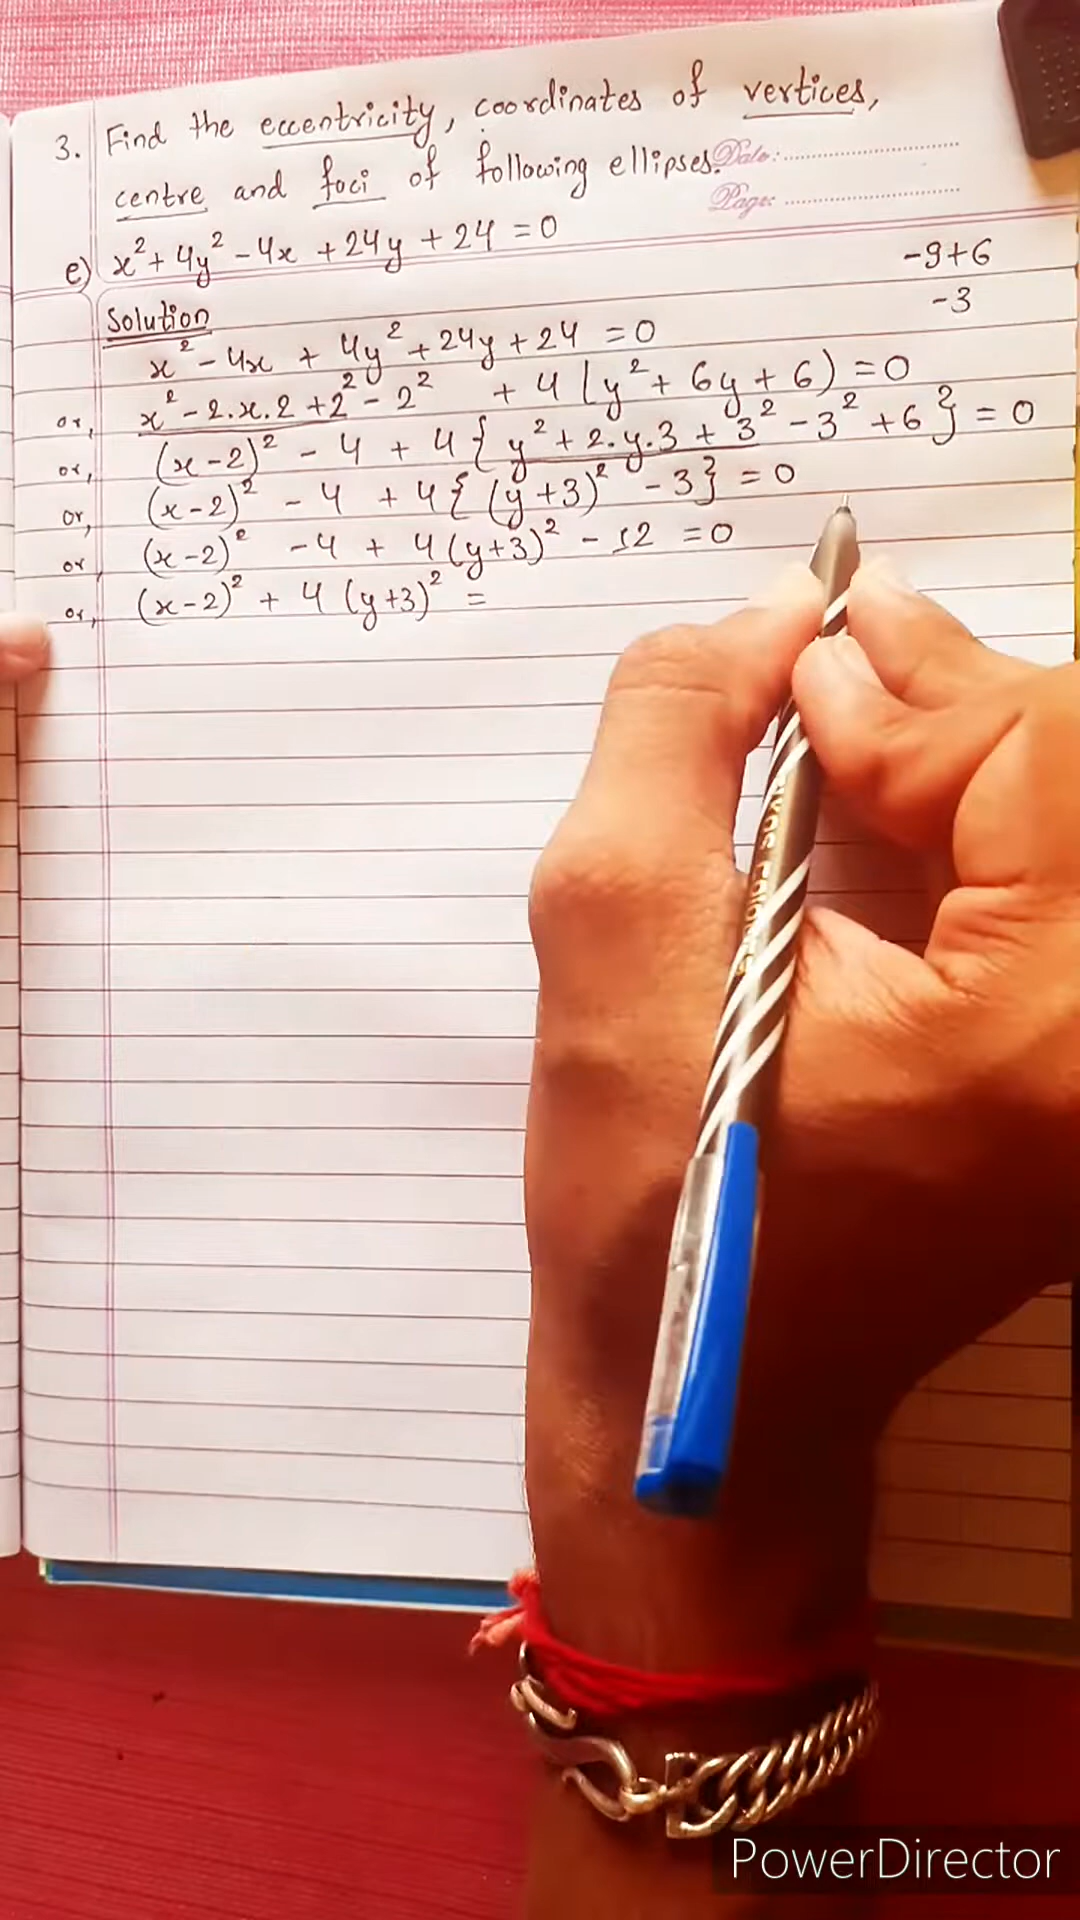 3. Find the eccentricity, coordinates of vertices,
centre and foci of following ellipses.
Date:
Page:
e) x² + 4y² - 4x + 24y + 24 = 0
-9+6
-3
Solution
x² - 4x + 4y² + 24y + 24 = 0
or, x² - 2.x.2 + 2² - 2² + 4(y² + 6y + 6) = 0
or, (x-2)² - 4 + 4{y² + 2.y.3 + 3² - 3² + 6} = 0
or, (x-2)² - 4 + 4{(y+3)² - 3} = 0
or (x-2)² - 4 + 4(y+3)² - 12 = 0
or, (x-2)² + 4(y+3)² =
PowerDirector